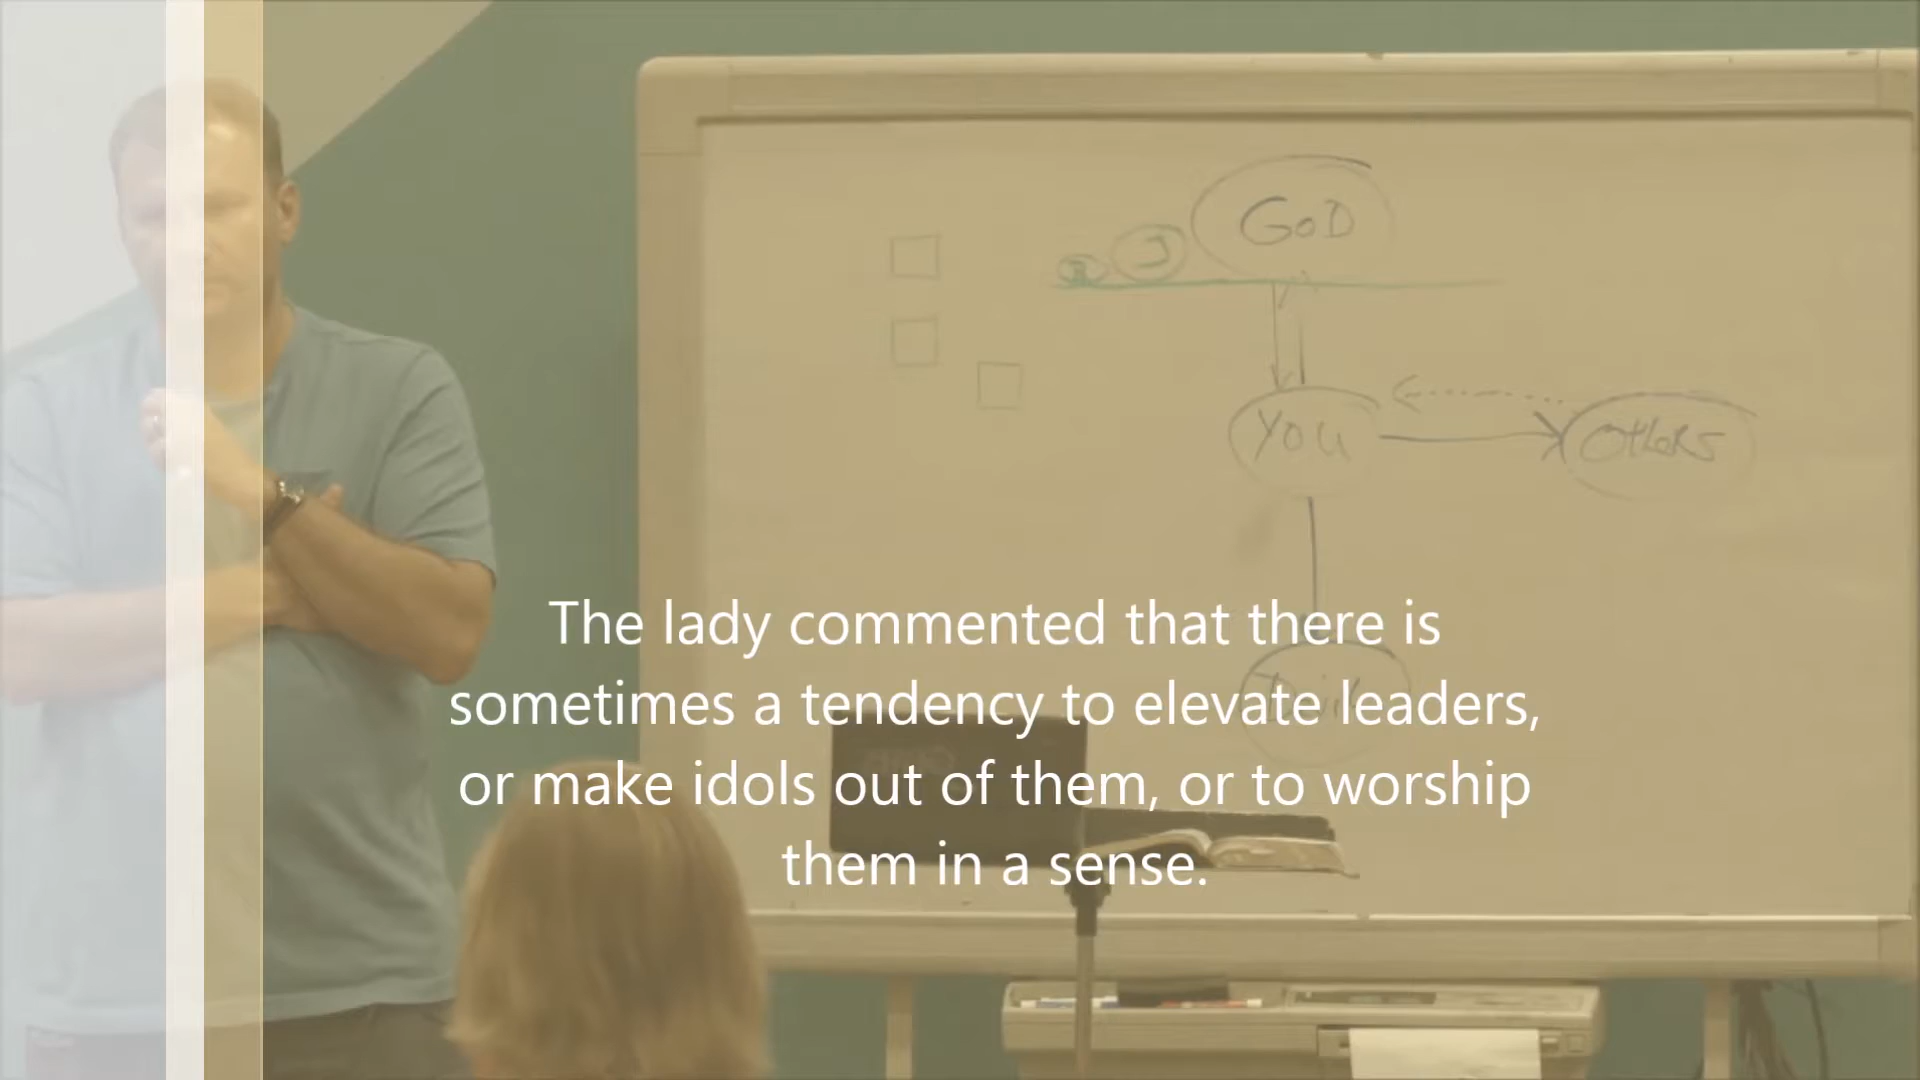 GOD
J
YOU
OtheRS
The lady commented that there is
sometimes a tendency to elevate leaders,
or make idols out of them, or to worship
them in a sense.